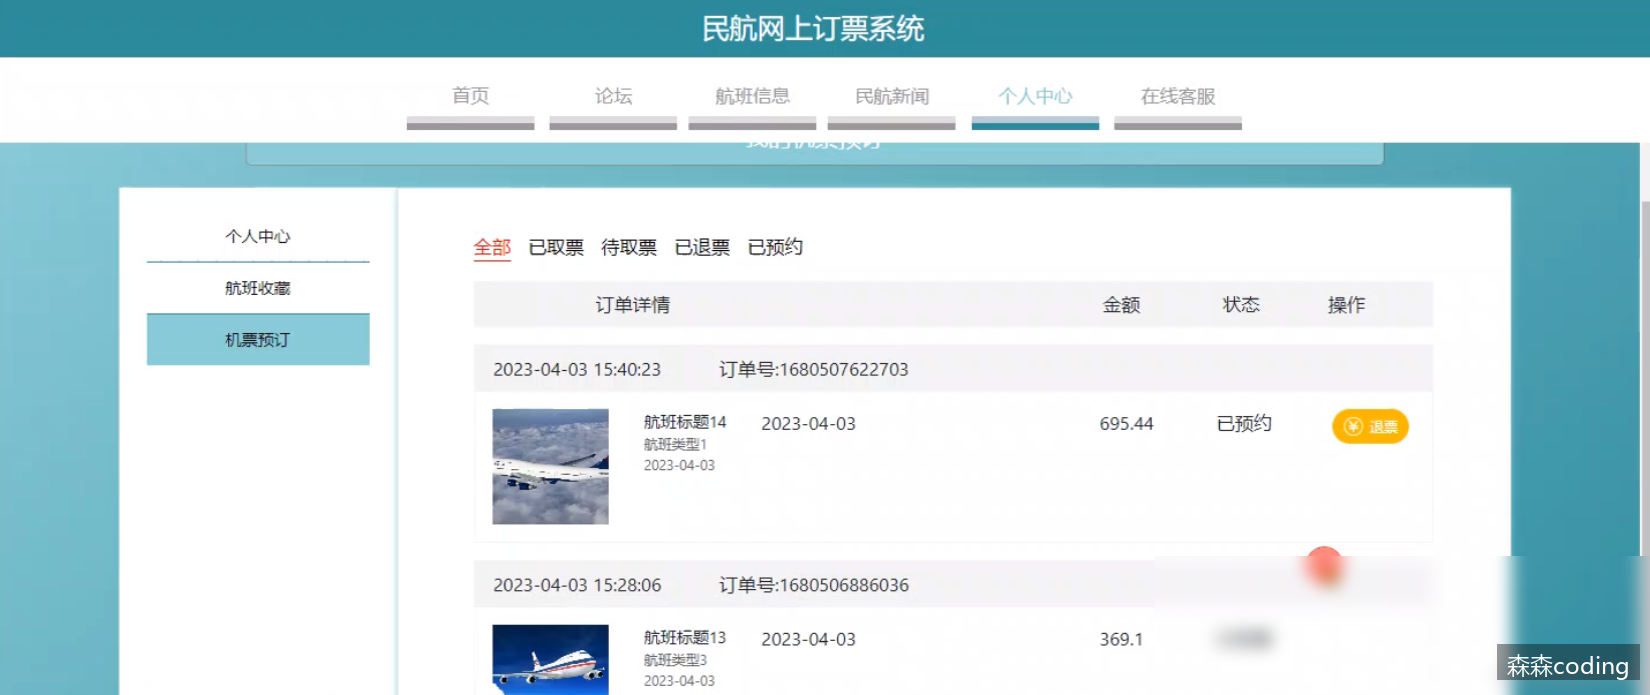 民航网上订票系统
首页 论坛 航班信息 民航新闻 个人中心 在线客服
个人中心
航班收藏
机票预订
全部 已取票 待取票 已退票 已预约
订单详情 金额 状态 操作
2023-04-03 15:40:23 订单号:1680507622703
航班标题14 2023-04-03 695.44 已预约 退票
航班类型1
2023-04-03
2023-04-03 15:28:06 订单号:1680506886036
航班标题13 2023-04-03 369.1
航班类型3
2023-04-03
森森coding